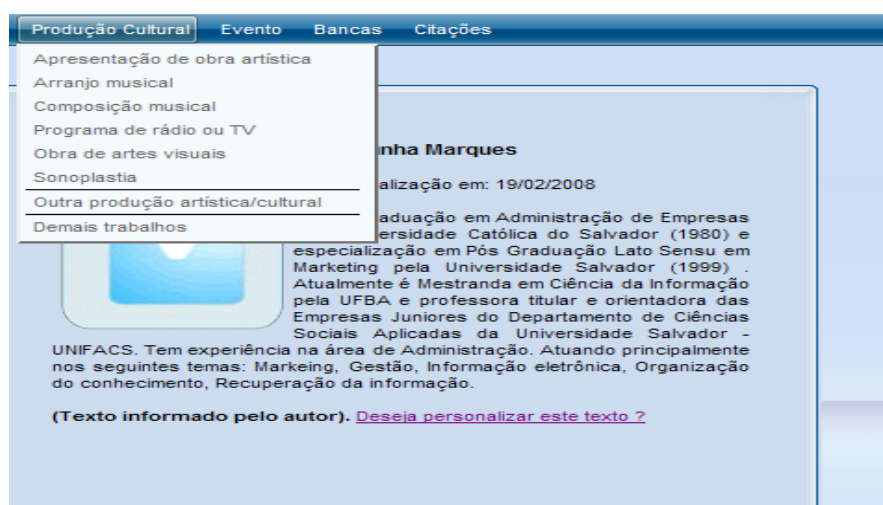 Produção Cultural Evento Bancas Citações
Apresentação de obra artística
Arranjo musical
Composição musical
Programa de rádio ou TV
Obra de artes visuais
Sonoplastia
Outra produção artística/cultural
Demais trabalhos
nha Marques
alização em: 19/02/2008
aduação em Administração de Empresas
ersidade Católica do Salvador (1980) e
especialização em Pós Graduação Lato Sensu em
Marketing pela Universidade Salvador (1999) .
Atualmente é Mestranda em Ciência da Informação
pela UFBA e professora titular e orientadora das
Empresas Juniores do Departamento de Ciências
Sociais Aplicadas da Universidade Salvador -
UNIFACS. Tem experiência na área de Administração. Atuando principalmente
nos seguintes temas: Markeing, Gestão, Informação eletrônica, Organização
do conhecimento, Recuperação da informação.
(Texto informado pelo autor). Deseja personalizar este texto ?